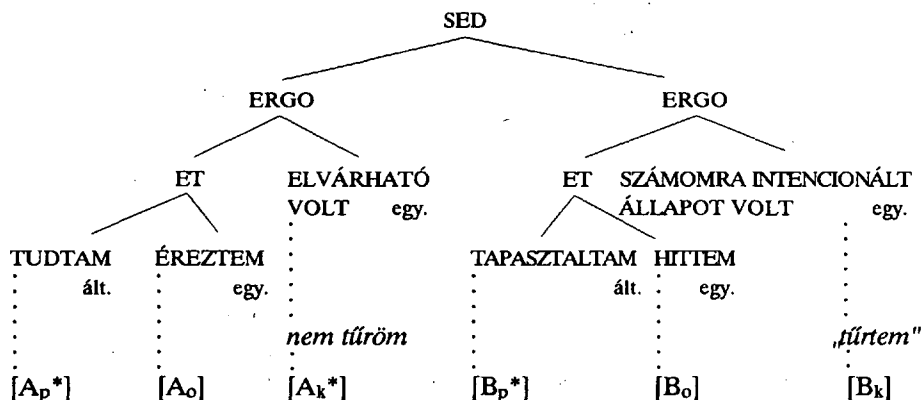 SED
ERGO ERGO
ET ELVÁRHATÓ ET SZÁMOMRA INTENCIONÁLT
VOLT egy. ÁLLAPOT VOLT egy.
TUDTAM ÉREZTEM TAPASZTALTAM HITTEM
ált. egy. ált. egy.
nem tűröm „tűrtem"
[Ap*] [Ao] [Ak*] [Bp*] [Bo] [Bk]